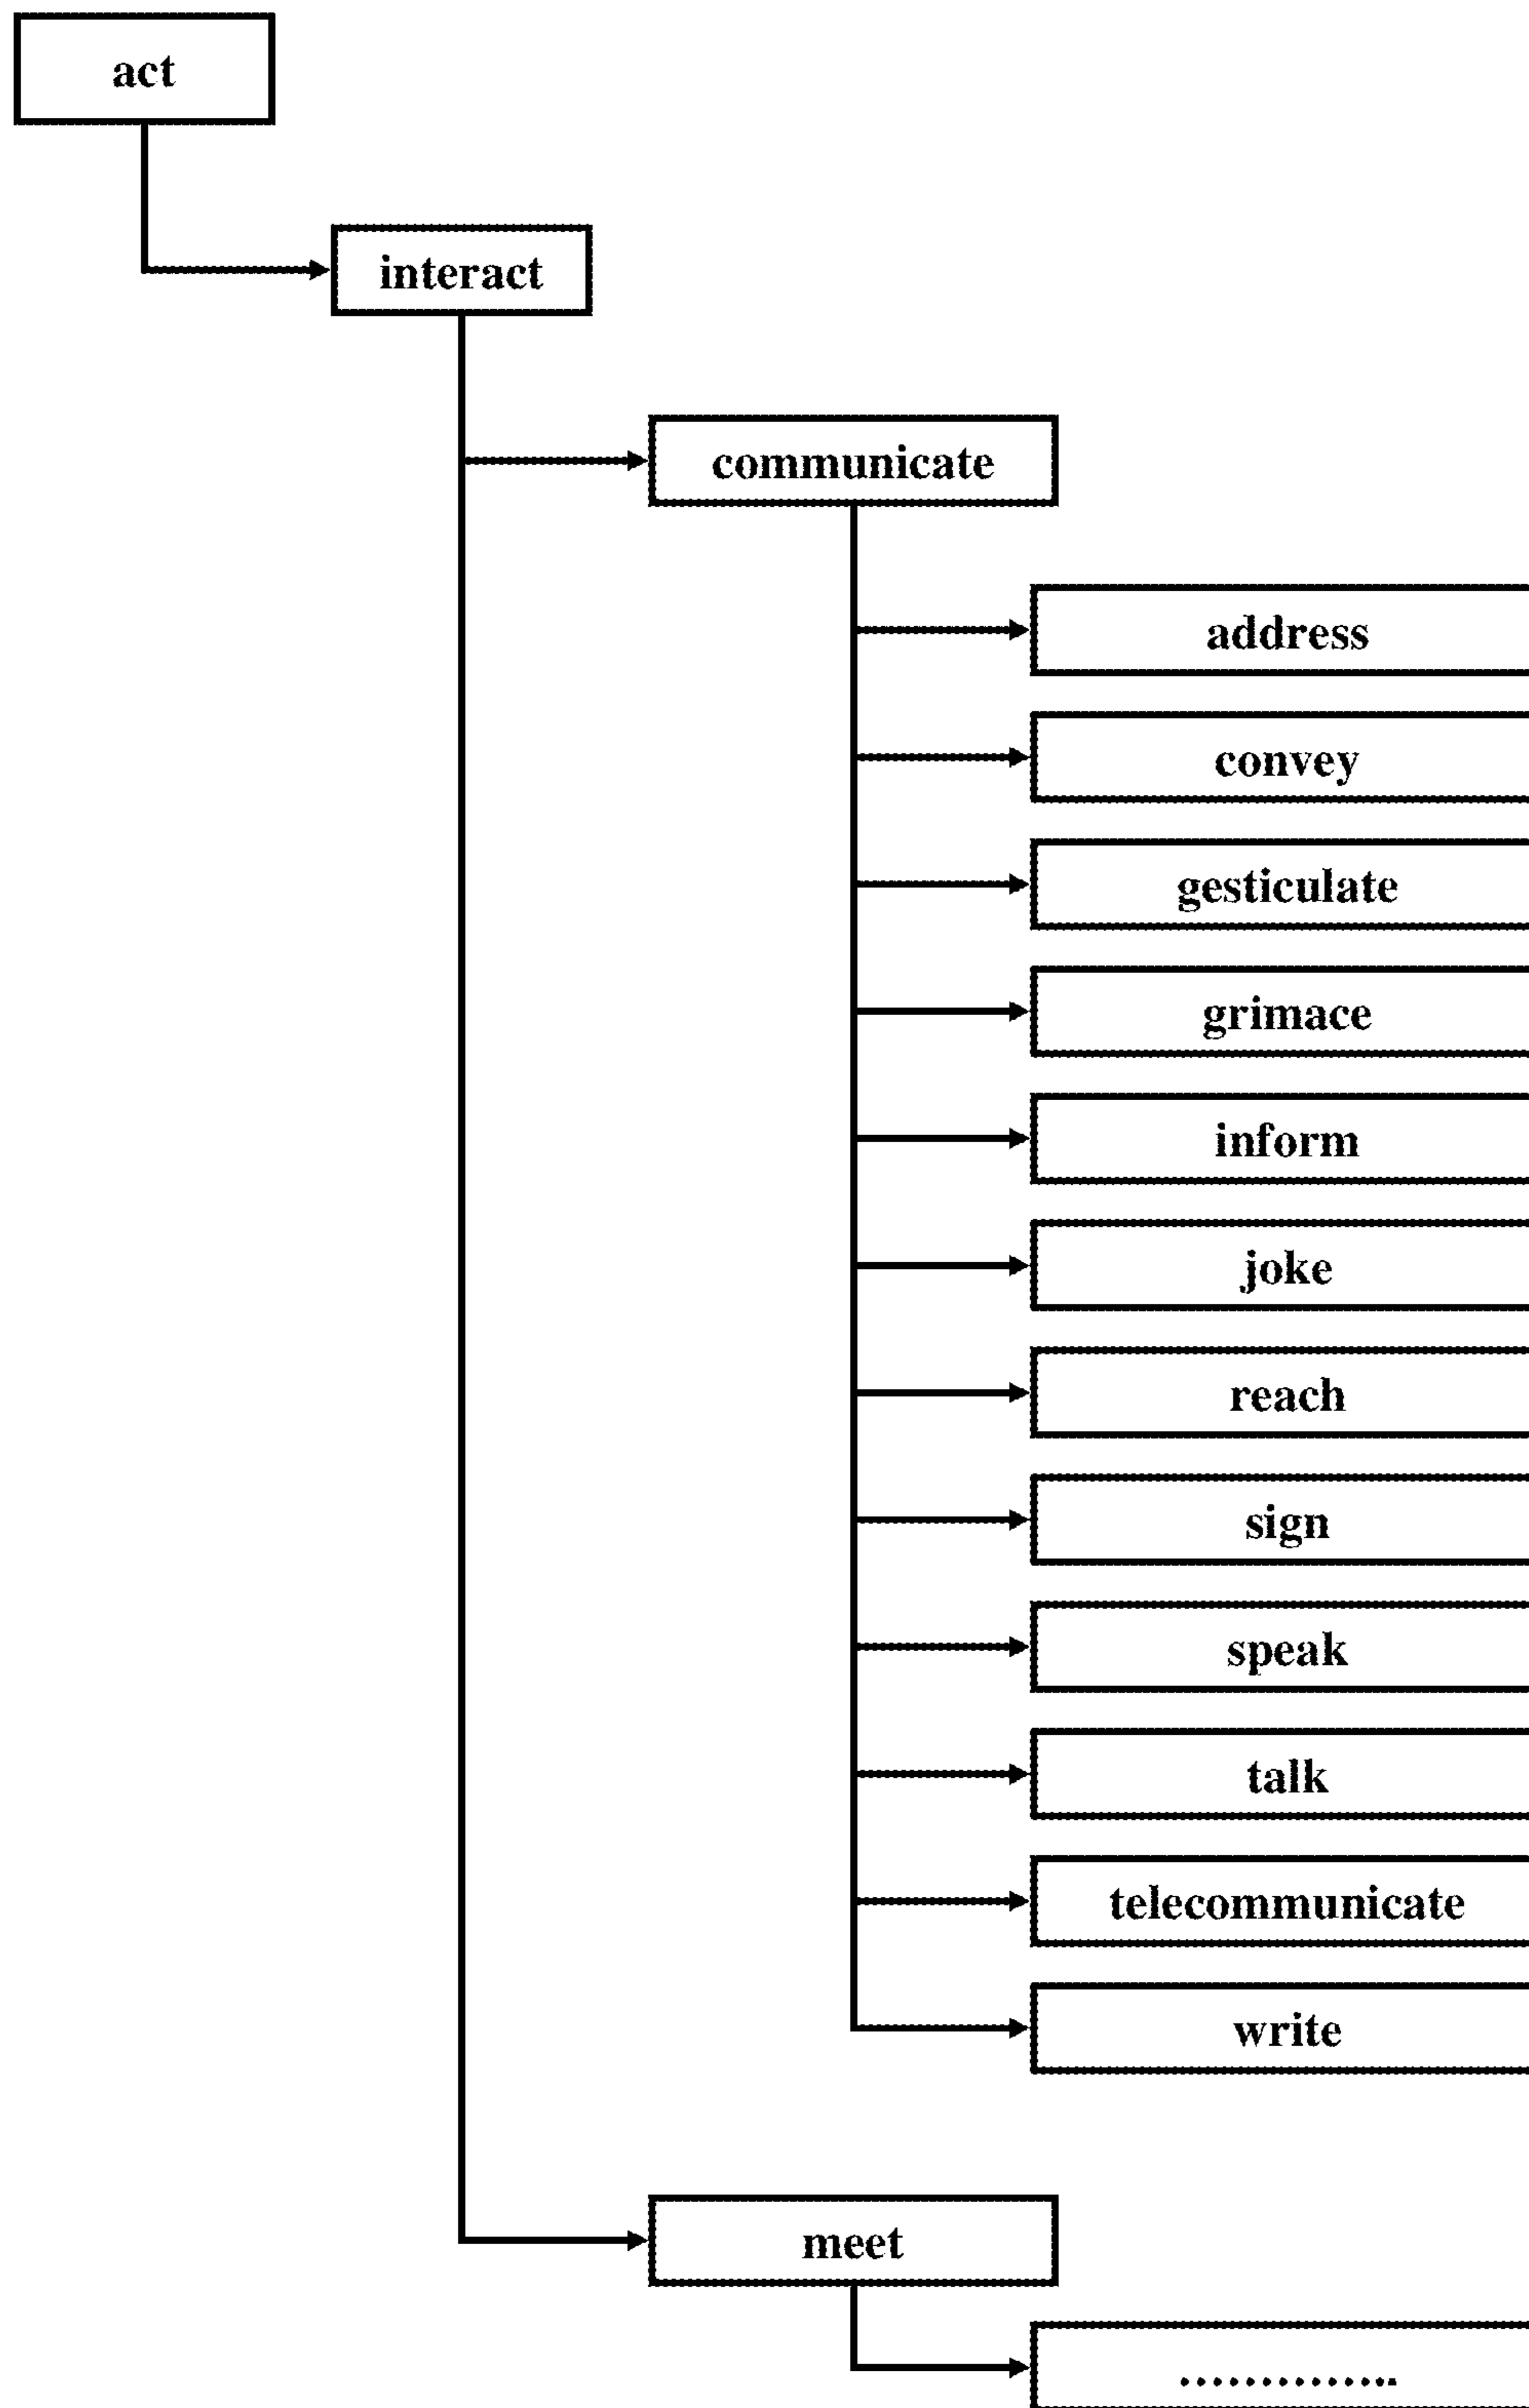 act
interact
communicate
address
convey
gesticulate
grimace
inform
joke
reach
sign
speak
talk
telecommunicate
write
meet
..............